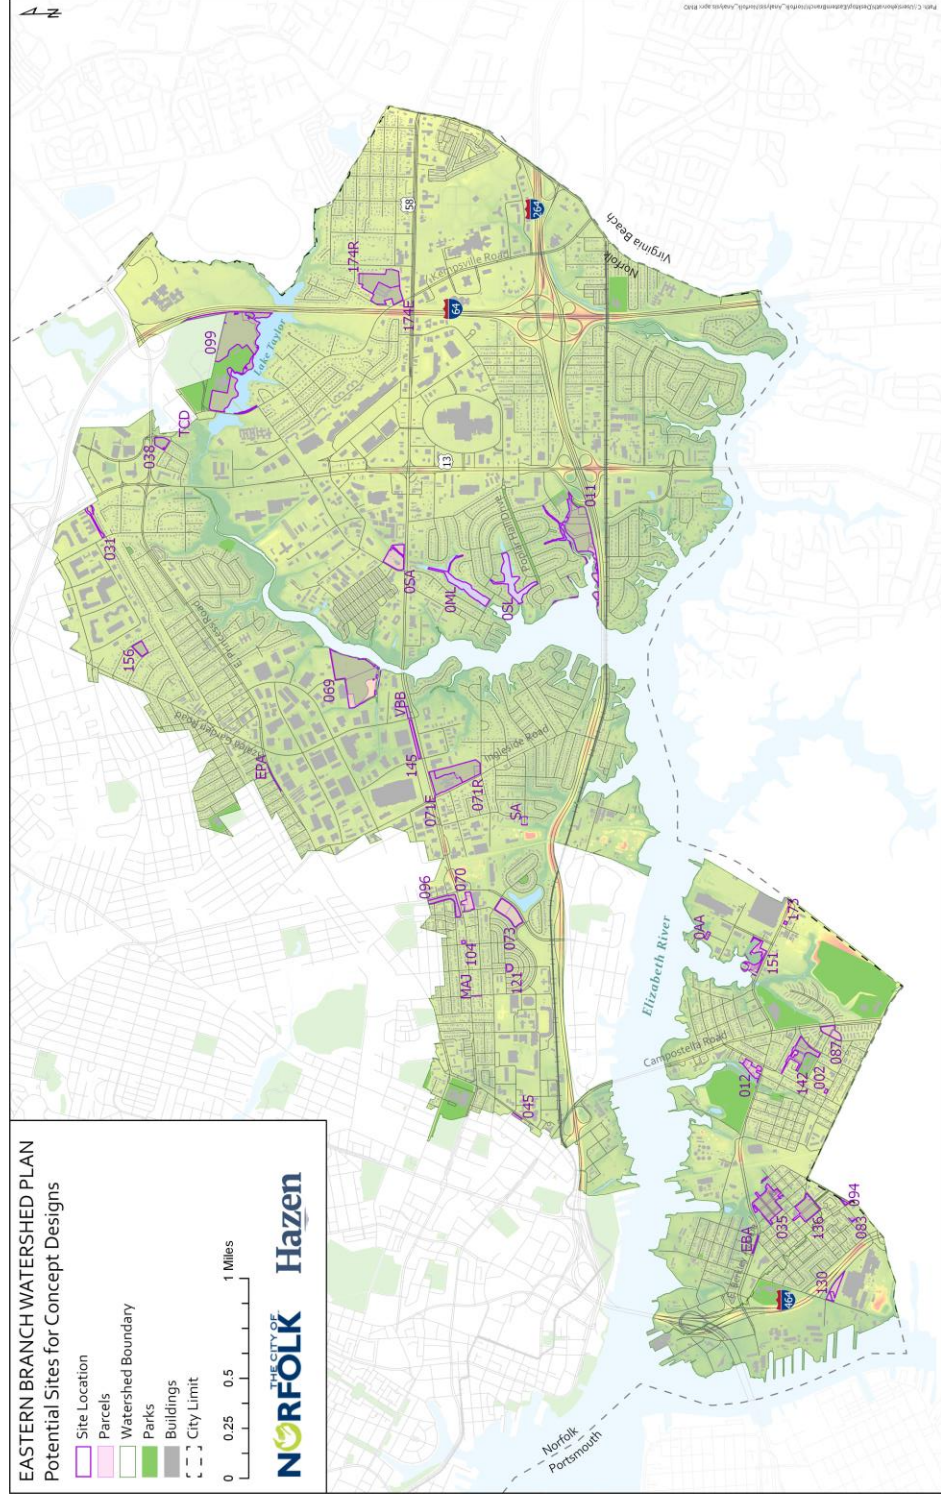 EASTERN BRANCH WATERSHED PLAN
Potential Sites for Concept Designs
Site Location
Parcels
Watershed Boundary
Parks
Buildings
City Limit
0 0.25 0.5 1 Miles
THE CITY OF
NORFOLK
Hazen
Norfolk
Portsmouth
Elizabeth River
Campostella Road
464
EBA
035
136
130
083
094
012
142
002
087
151
173
0AA
045
MAJ
104
121
073
096
070
SA
071E
071R
Ingleside Road
145
VBB
069
EPA
156
031
038
TCD
099
Lake Taylor
0SA
0ML
0SL
Poplar Hall Drive
011
13
174R
174E
64
Kempsville Road
58
264
Norfolk
Virginia Beach
E Princess Road
N